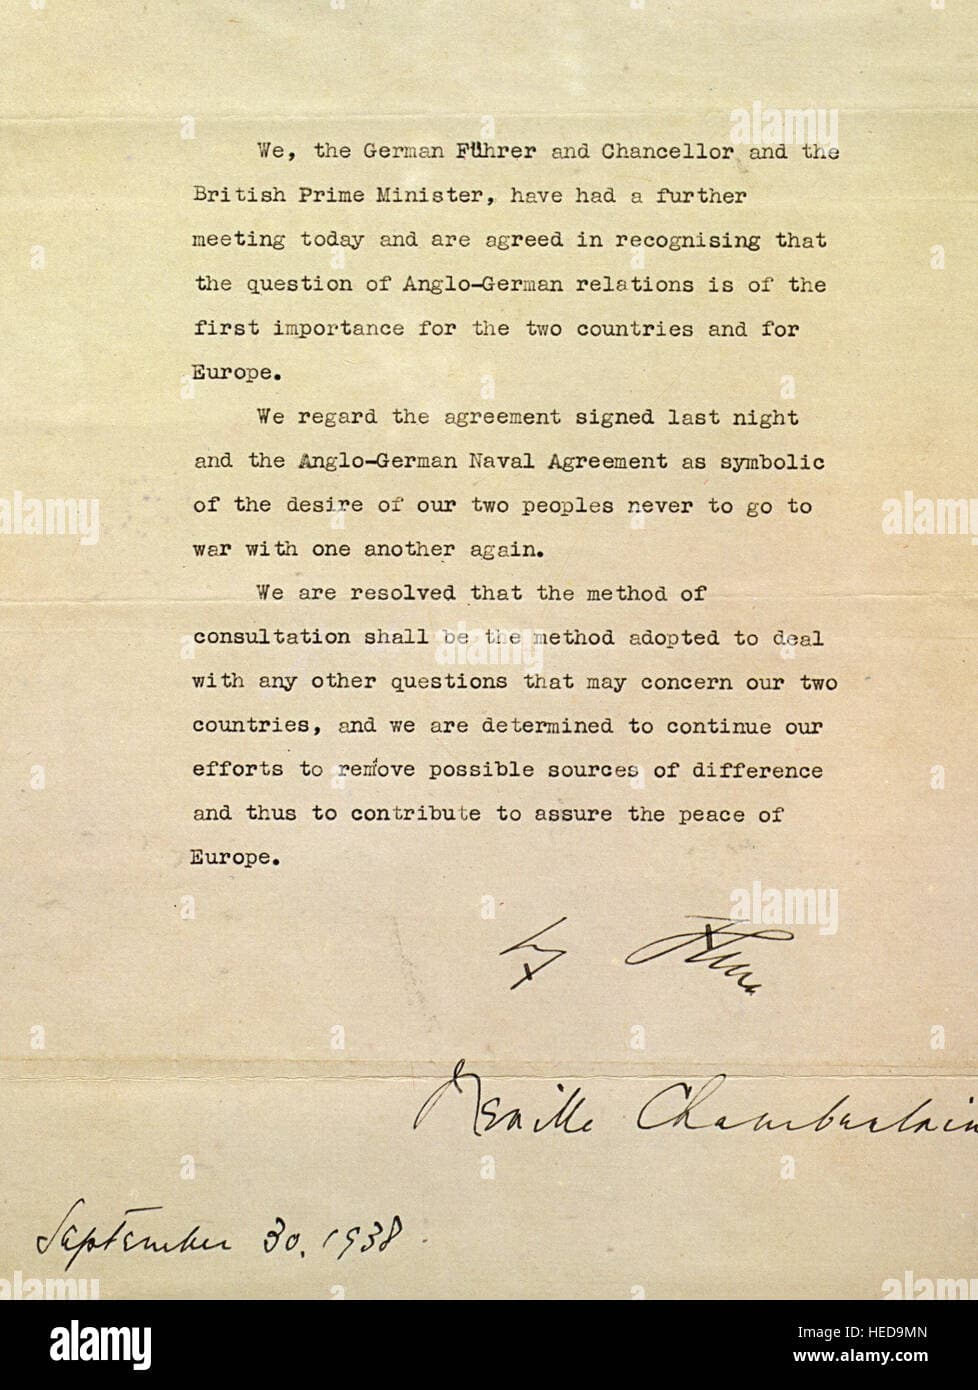 We, the German Führer and Chancellor and the
British Prime Minister, have had a further
meeting today and are agreed in recognising that
the question of Anglo-German relations is of the
first importance for the two countries and for
Europe.
We regard the agreement signed last night
and the Anglo-German Naval Agreement as symbolic
of the desire of our two peoples never to go to
war with one another again.
We are resolved that the method of
consultation shall be the method adopted to deal
with any other questions that may concern our two
countries, and we are determined to continue our
efforts to remove possible sources of difference
and thus to contribute to assure the peace of
Europe.
Neville Chamberlain
September 30, 1938.
alamy
Image ID: HED9MN
www.alamy.com